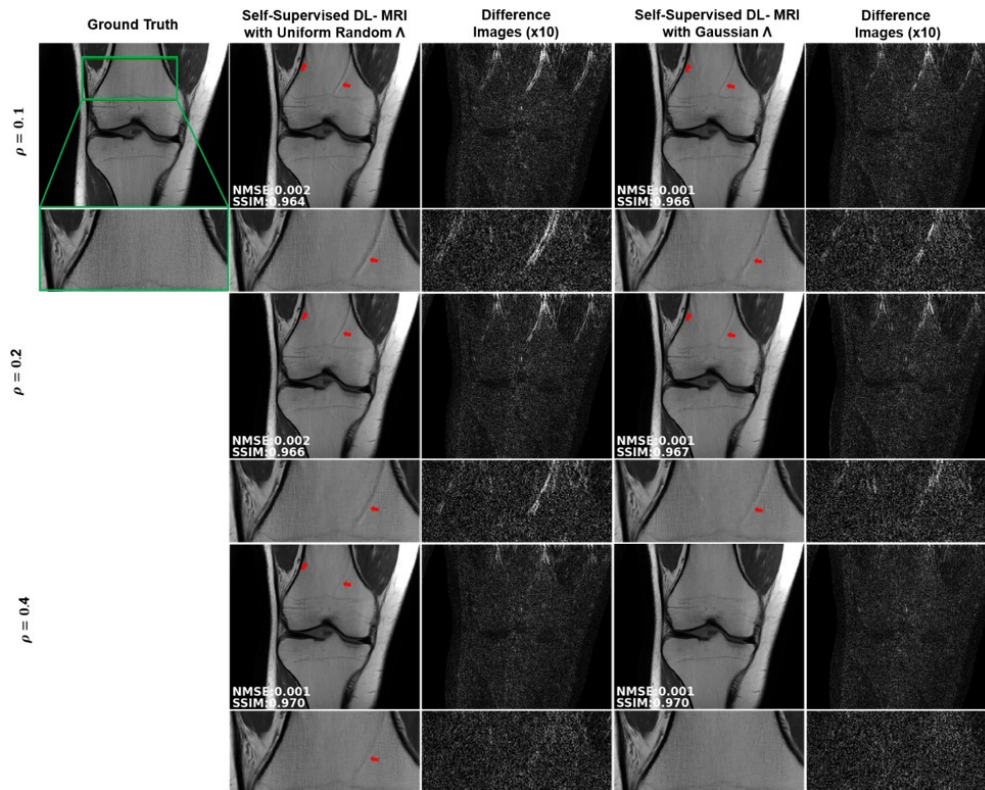 Ground Truth
Self-Supervised DL- MRI
with Uniform Random Λ
Difference
Images (x10)
Self-Supervised DL- MRI
with Gaussian Λ
Difference
Images (x10)
ρ = 0.1
NMSE:0.002
SSIM:0.964
NMSE:0.001
SSIM:0.966
ρ = 0.2
NMSE:0.002
SSIM:0.966
NMSE:0.001
SSIM:0.967
ρ = 0.4
NMSE:0.001
SSIM:0.970
NMSE:0.001
SSIM:0.970